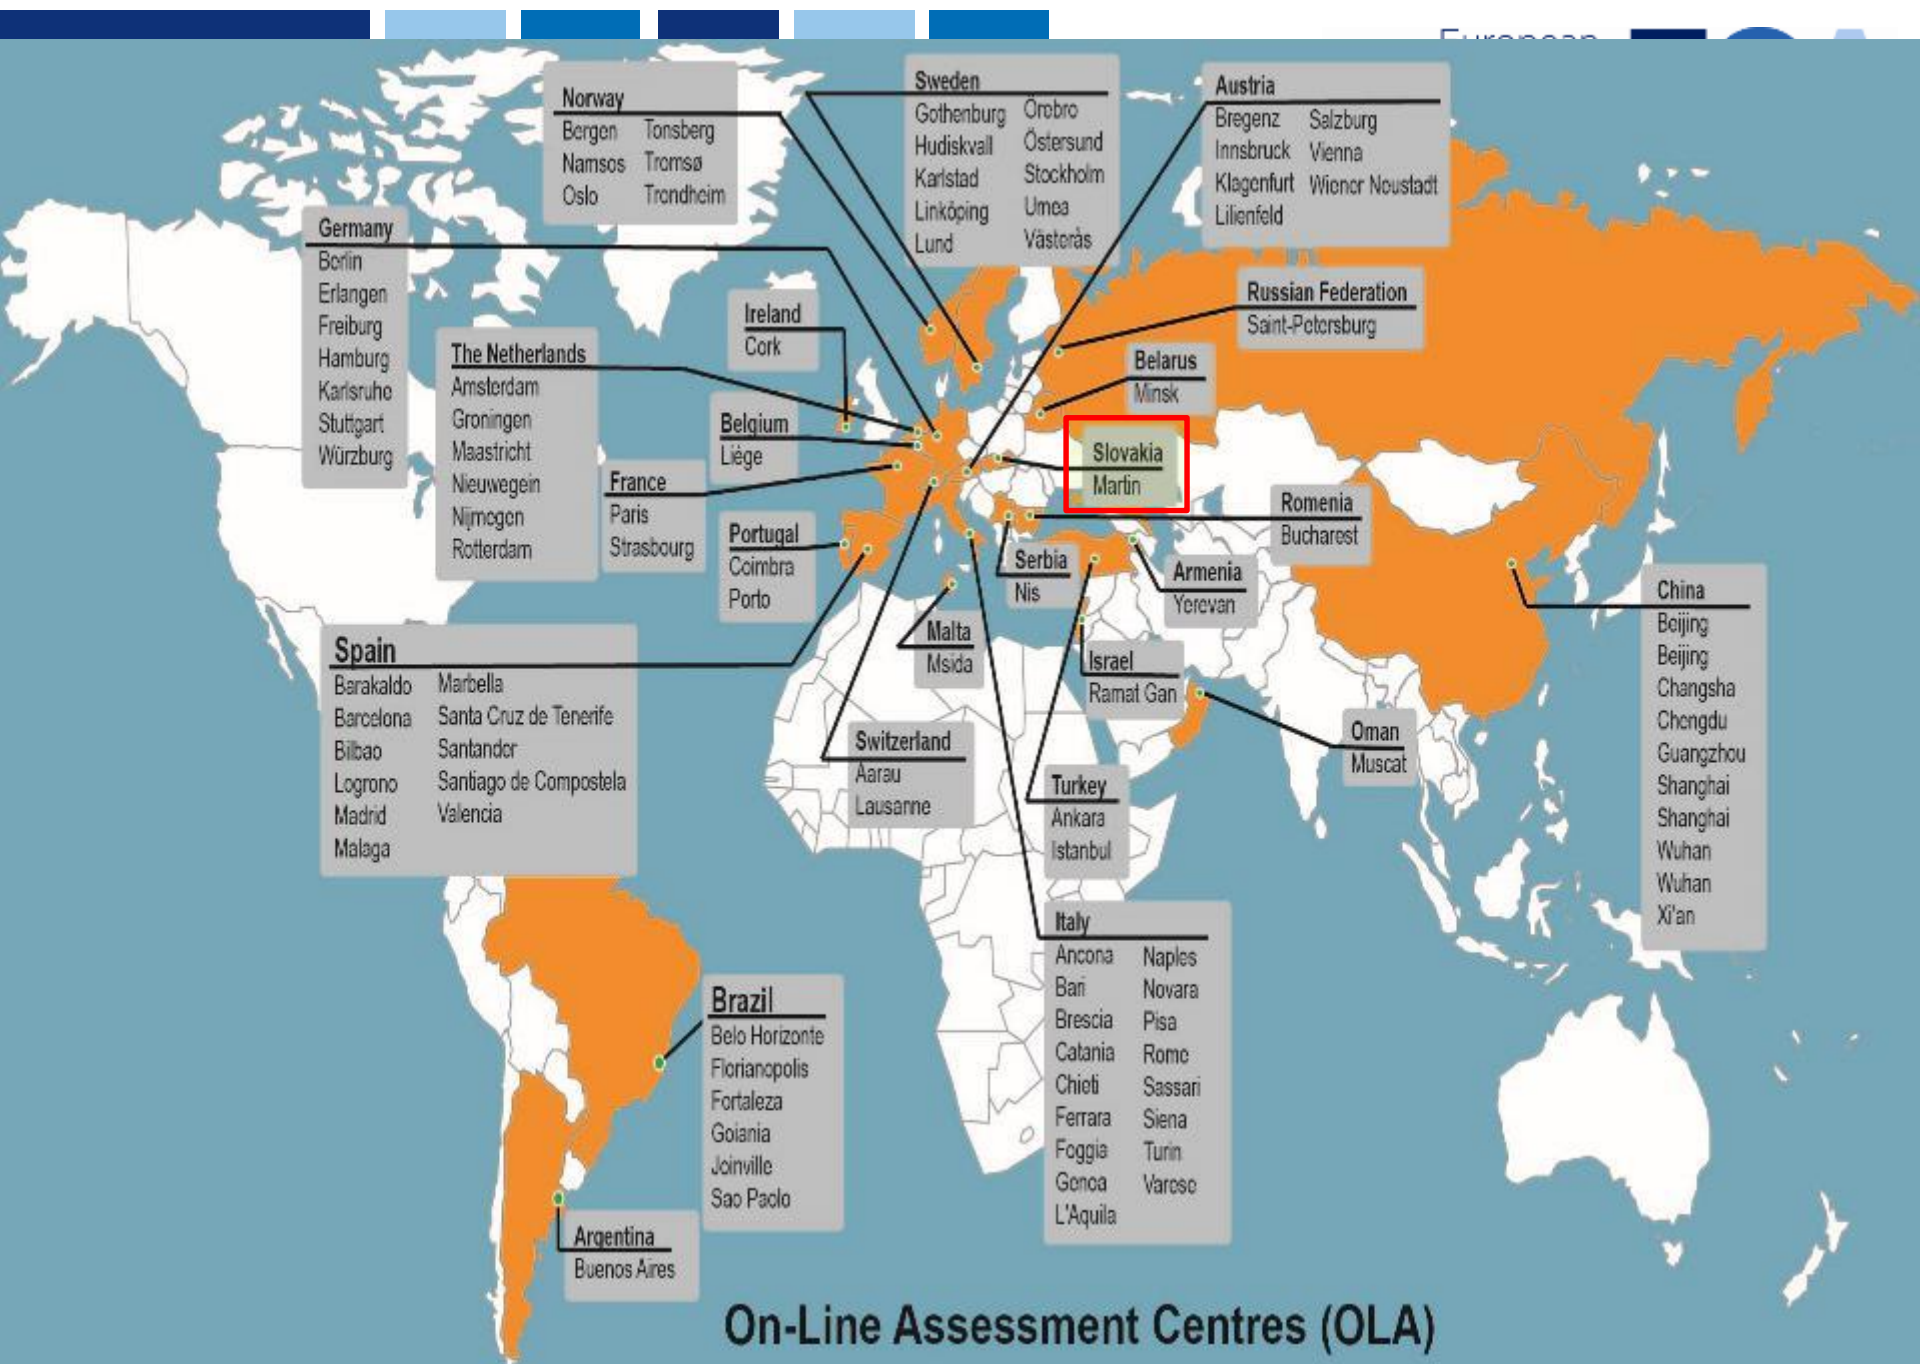 European
Norway
Bergen Tonsberg
Namsos Tromsø
Oslo Trondheim
Sweden
Gothenburg Örebro
Hudiskvall Östersund
Karlstad Stockholm
Linköping Umea
Lund Västerås
Austria
Bregenz Salzburg
Innsbruck Vienna
Klagenfurt Wiener Neustadt
Lilienfeld
Germany
Berlin
Erlangen
Freiburg
Hamburg
Karlsruhe
Stuttgart
Würzburg
Russian Federation
Saint-Petersburg
Ireland
Cork
The Netherlands
Amsterdam
Groningen
Maastricht
Nieuwegein
Nijmegen
Rotterdam
Belarus
Minsk
Belgium
Liège
Slovakia
Martin
France
Paris
Strasbourg
Romenia
Bucharest
Portugal
Coimbra
Porto
Serbia
Nis
Armenia
Yerevan
China
Beijing
Beijing
Changsha
Chengdu
Guangzhou
Shanghai
Shanghai
Wuhan
Wuhan
Xi'an
Malta
Msida
Israel
Ramat Gan
Spain
Barakaldo Marbella
Barcelona Santa Cruz de Tenerife
Bilbao Santander
Logrono Santiago de Compostela
Madrid Valencia
Malaga
Oman
Muscat
Switzerland
Aarau
Lausanne
Turkey
Ankara
Istanbul
Italy
Ancona Naples
Bari Novara
Brescia Pisa
Catania Rome
Chieti Sassari
Ferrara Siena
Foggia Turin
Genoa Varese
L'Aquila
Brazil
Belo Horizonte
Florianopolis
Fortaleza
Goiania
Joinville
Sao Paolo
Argentina
Buenos Aires
On-Line Assessment Centres (OLA)